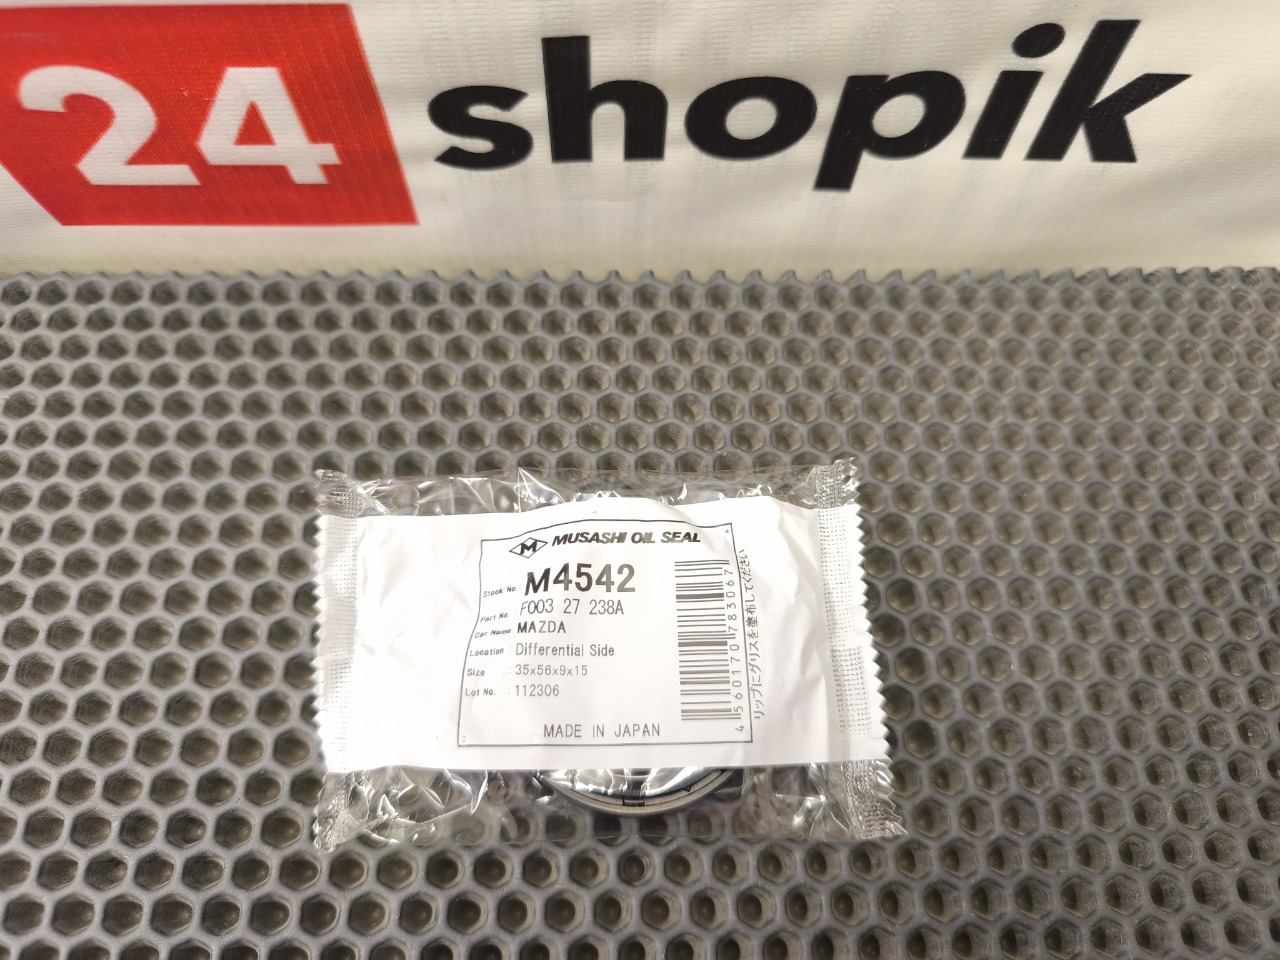 24 shopik
M MUSASHI OIL SEAL
Stock No. : M4542
Part No. : F003 27 238A
Car Name : MAZDA
Location : Differential Side
Size : 35x56x9x15
Lot No. : 112306
MADE IN JAPAN
4560170783067
リップにグリスを塗布してください